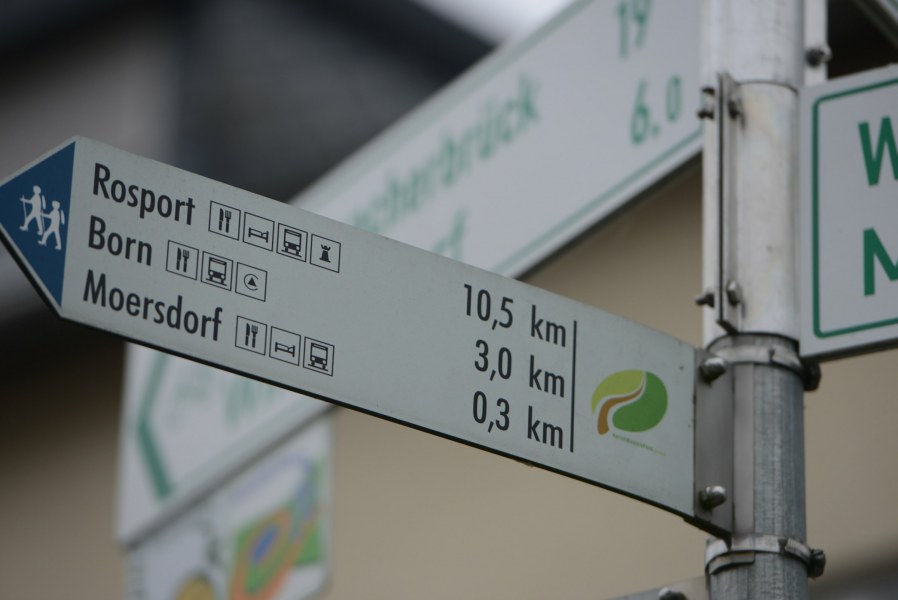 Rosport 10,5 km
Born 3,0 km
Moersdorf 0,3 km
19
6.0
W
M